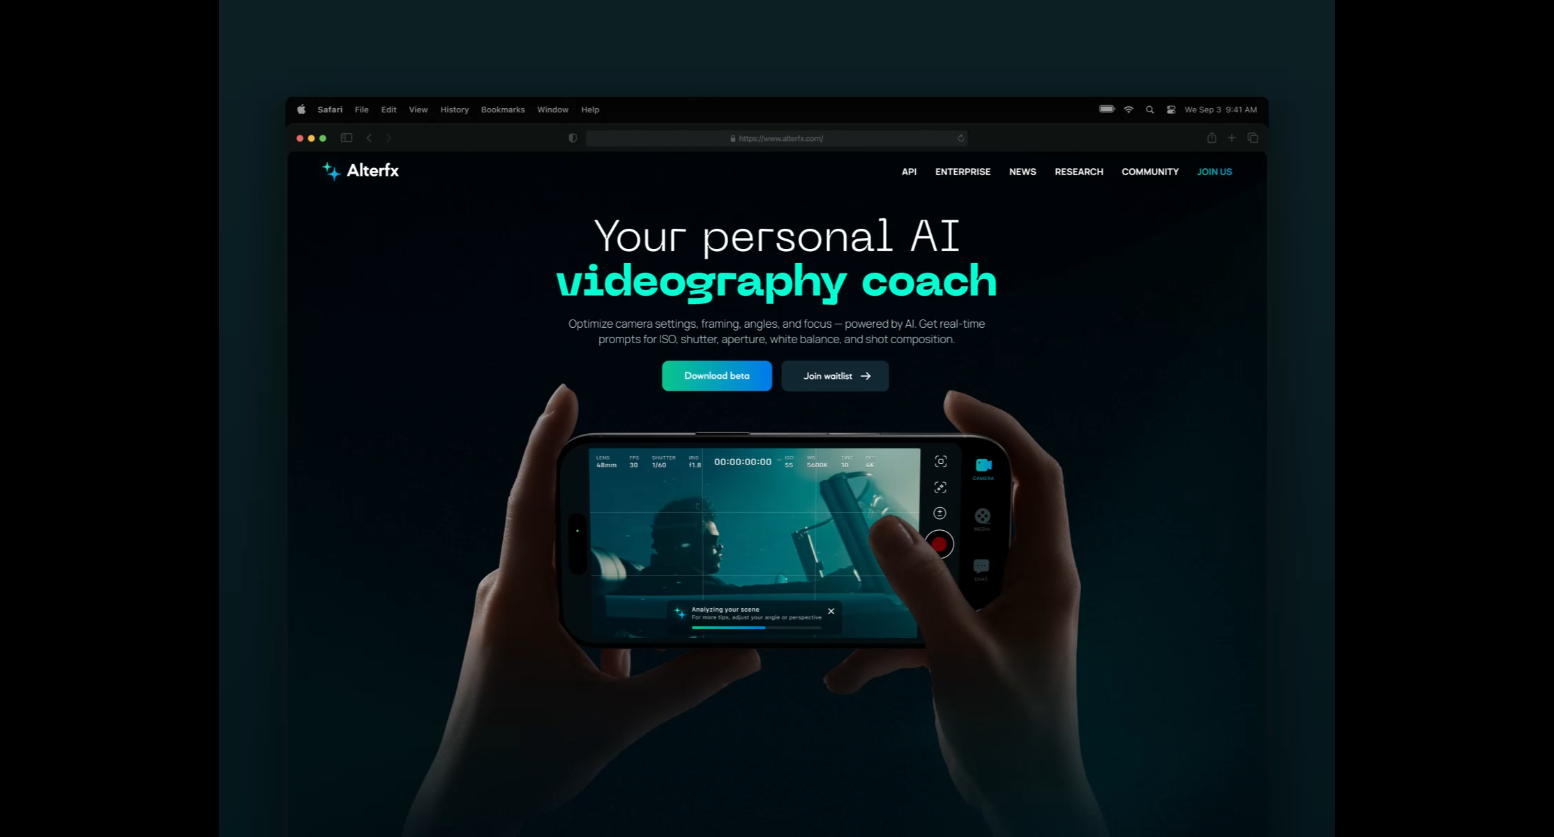 Safari File Edit View History Bookmarks Window Help
We Sep 3 9:41 AM
https://www.alterfx.com/
Alterfx
API ENTERPRISE NEWS RESEARCH COMMUNITY JOIN US
Your personal AI
videography coach
Optimize camera settings, framing, angles, and focus — powered by AI. Get real-time
prompts for ISO, shutter, aperture, white balance, and shot composition.
Download beta
Join waitlist →
LENS FPS SHUTTER IRIS ISO WB
48mm 30 1/60 f1.8 00:00:00:00 55 5600K 10 4K
CAMERA
MEDIA
CHAT
Analyzing your scene
For more tips, adjust your angle or perspective